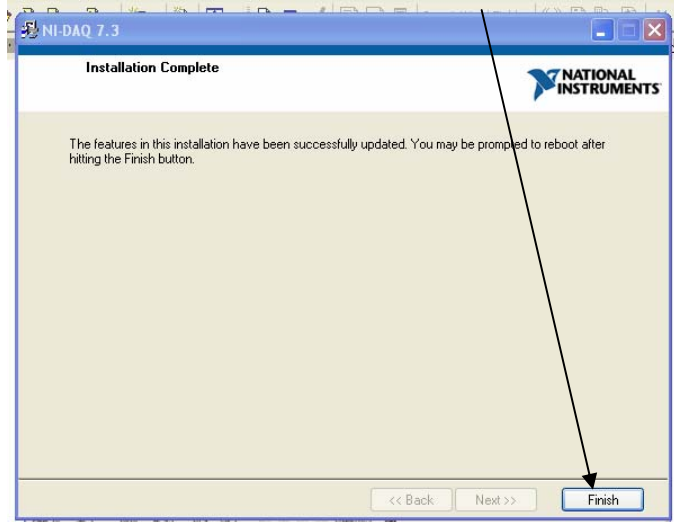 NI-DAQ 7.3
Installation Complete
NATIONAL
INSTRUMENTS
The features in this installation have been successfully updated. You may be prompted to reboot after
hitting the Finish button.
<< Back
Next >>
Finish